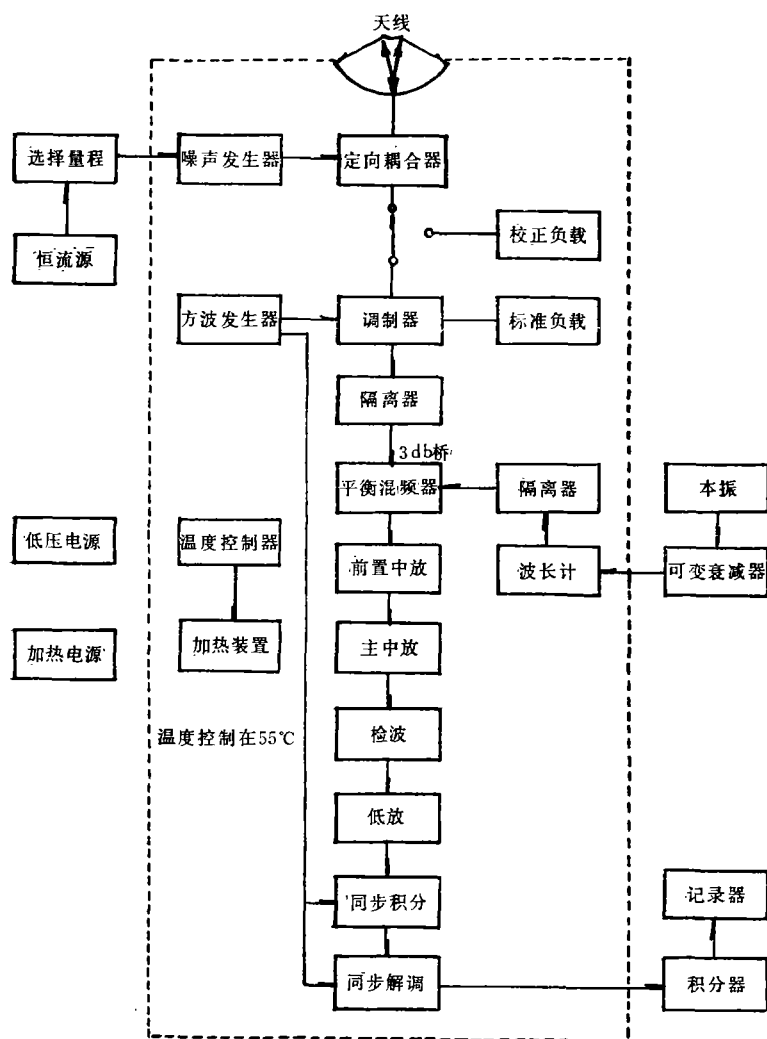 天线
选择量程
噪声发生器
定向耦合器
恒流源
校正负载
方波发生器
调制器
标准负载
隔离器
3db桥
平衡混频器
隔离器
本振
低压电源
温度控制器
前置中放
波长计
可变衰减器
加热电源
加热装置
主中放
温度控制在55℃
检波
低放
同步积分
记录器
同步解调
积分器